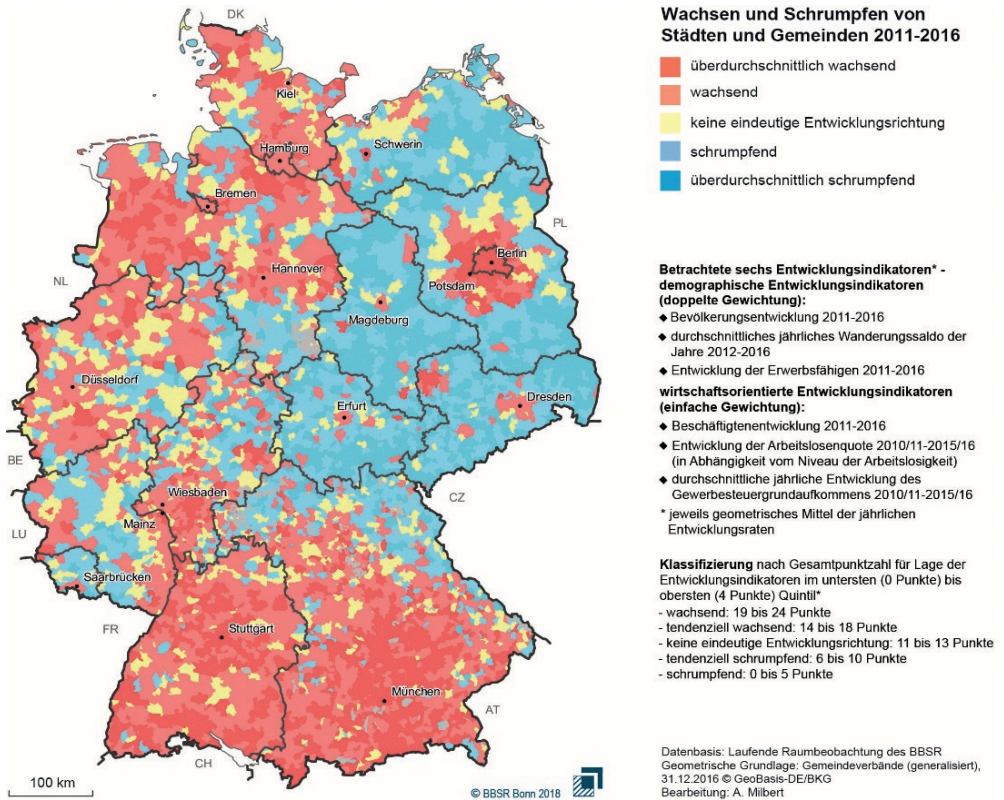 Wachsen und Schrumpfen von
Städten und Gemeinden 2011-2016
überdurchschnittlich wachsend
wachsend
keine eindeutige Entwicklungsrichtung
schrumpfend
überdurchschnittlich schrumpfend
Betrachtete sechs Entwicklungsindikatoren* -
demographische Entwicklungsindikatoren
(doppelte Gewichtung):
◆ Bevölkerungsentwicklung 2011-2016
◆ durchschnittliches jährliches Wanderungssaldo der
Jahre 2012-2016
◆ Entwicklung der Erwerbsfähigen 2011-2016
wirtschaftsorientierte Entwicklungsindikatoren
(einfache Gewichtung):
◆ Beschäftigtenentwicklung 2011-2016
◆ Entwicklung der Arbeitslosenquote 2010/11-2015/16
(in Abhängigkeit vom Niveau der Arbeitslosigkeit)
◆ durchschnittliche jährliche Entwicklung des
Gewerbesteuergrundaufkommens 2010/11-2015/16
* jeweils geometrisches Mittel der jährlichen
Entwicklungsraten
Klassifizierung nach Gesamtpunktzahl für Lage der
Entwicklungsindikatoren im untersten (0 Punkte) bis
obersten (4 Punkte) Quintil*
- wachsend: 19 bis 24 Punkte
- tendenziell wachsend: 14 bis 18 Punkte
- keine eindeutige Entwicklungsrichtung: 11 bis 13 Punkte
- tendenziell schrumpfend: 6 bis 10 Punkte
- schrumpfend: 0 bis 5 Punkte
Datenbasis: Laufende Raumbeobachtung des BBSR
Geometrische Grundlage: Gemeindeverbände (generalisiert),
31.12.2016 © GeoBasis-DE/BKG
Bearbeitung: A. Milbert
DK
Kiel
Hamburg
Schwerin
Bremen
PL
Berlin
NL
Hannover
Potsdam
Magdeburg
Düsseldorf
Erfurt
Dresden
BE
Wiesbaden
CZ
Mainz
LU
Saarbrücken
FR
Stuttgart
München
AT
CH
100 km
© BBSR Bonn 2018